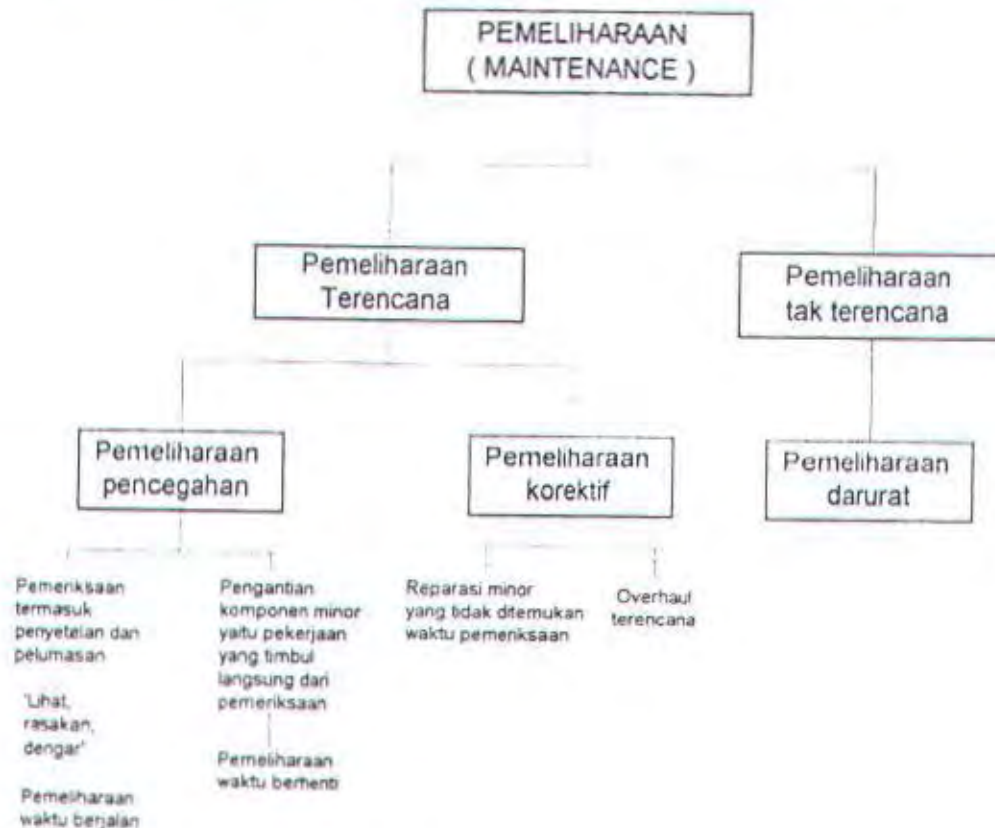 PEMELIHARAAN
( MAINTENANCE )
Pemeliharaan
Terencana
Pemeliharaan
tak terencana
Pemeliharaan
pencegahan
Pemeliharaan
korektif
Pemeliharaan
darurat
Pemeriksaan
termasuk
penyetelan dan
pelumasan
"Lihat,
rasakan,
dengar"
Pemeliharaan
waktu berjalan
Pengantian
komponen minor
yaitu pekerjaan
yang timbul
langsung dari
pemeriksaan
Pemeliharaan
waktu berhenti
Reparasi minor
yang tidak ditemukan
waktu pemeriksaan
Overhaul
terencana